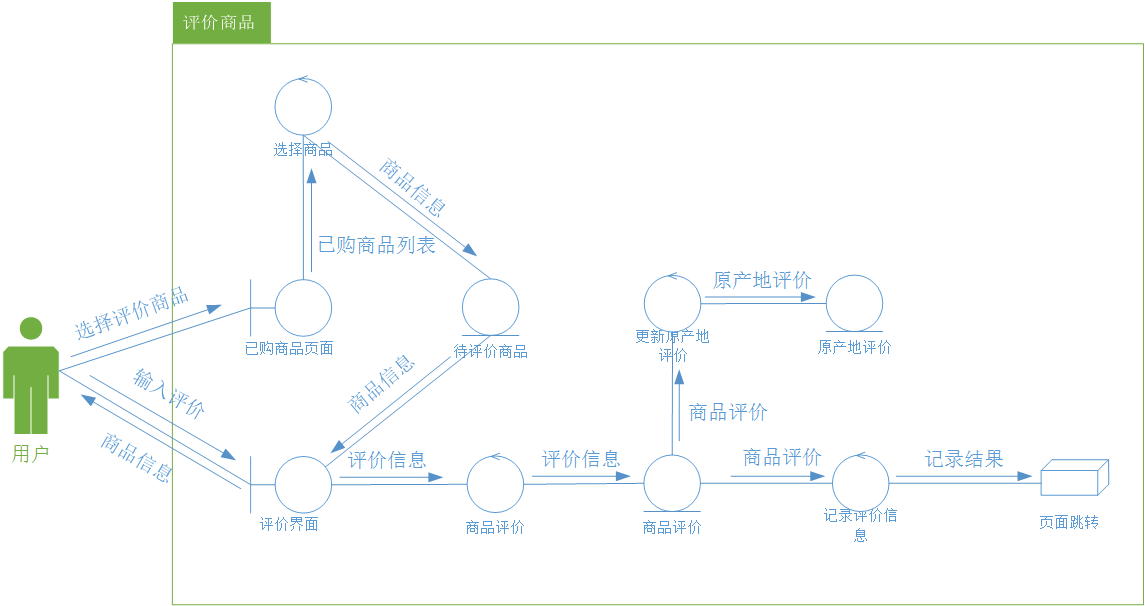 评价商品
选择商品
商品信息
已购商品列表
选择评价商品
已购商品页面
待评价商品
原产地评价
更新原产地
评价
原产地评价
输入评价
商品信息
商品评价
用户
商品信息
评价信息
评价信息
商品评价
记录结果
评价界面
商品评价
商品评价
记录评价信
息
页面跳转